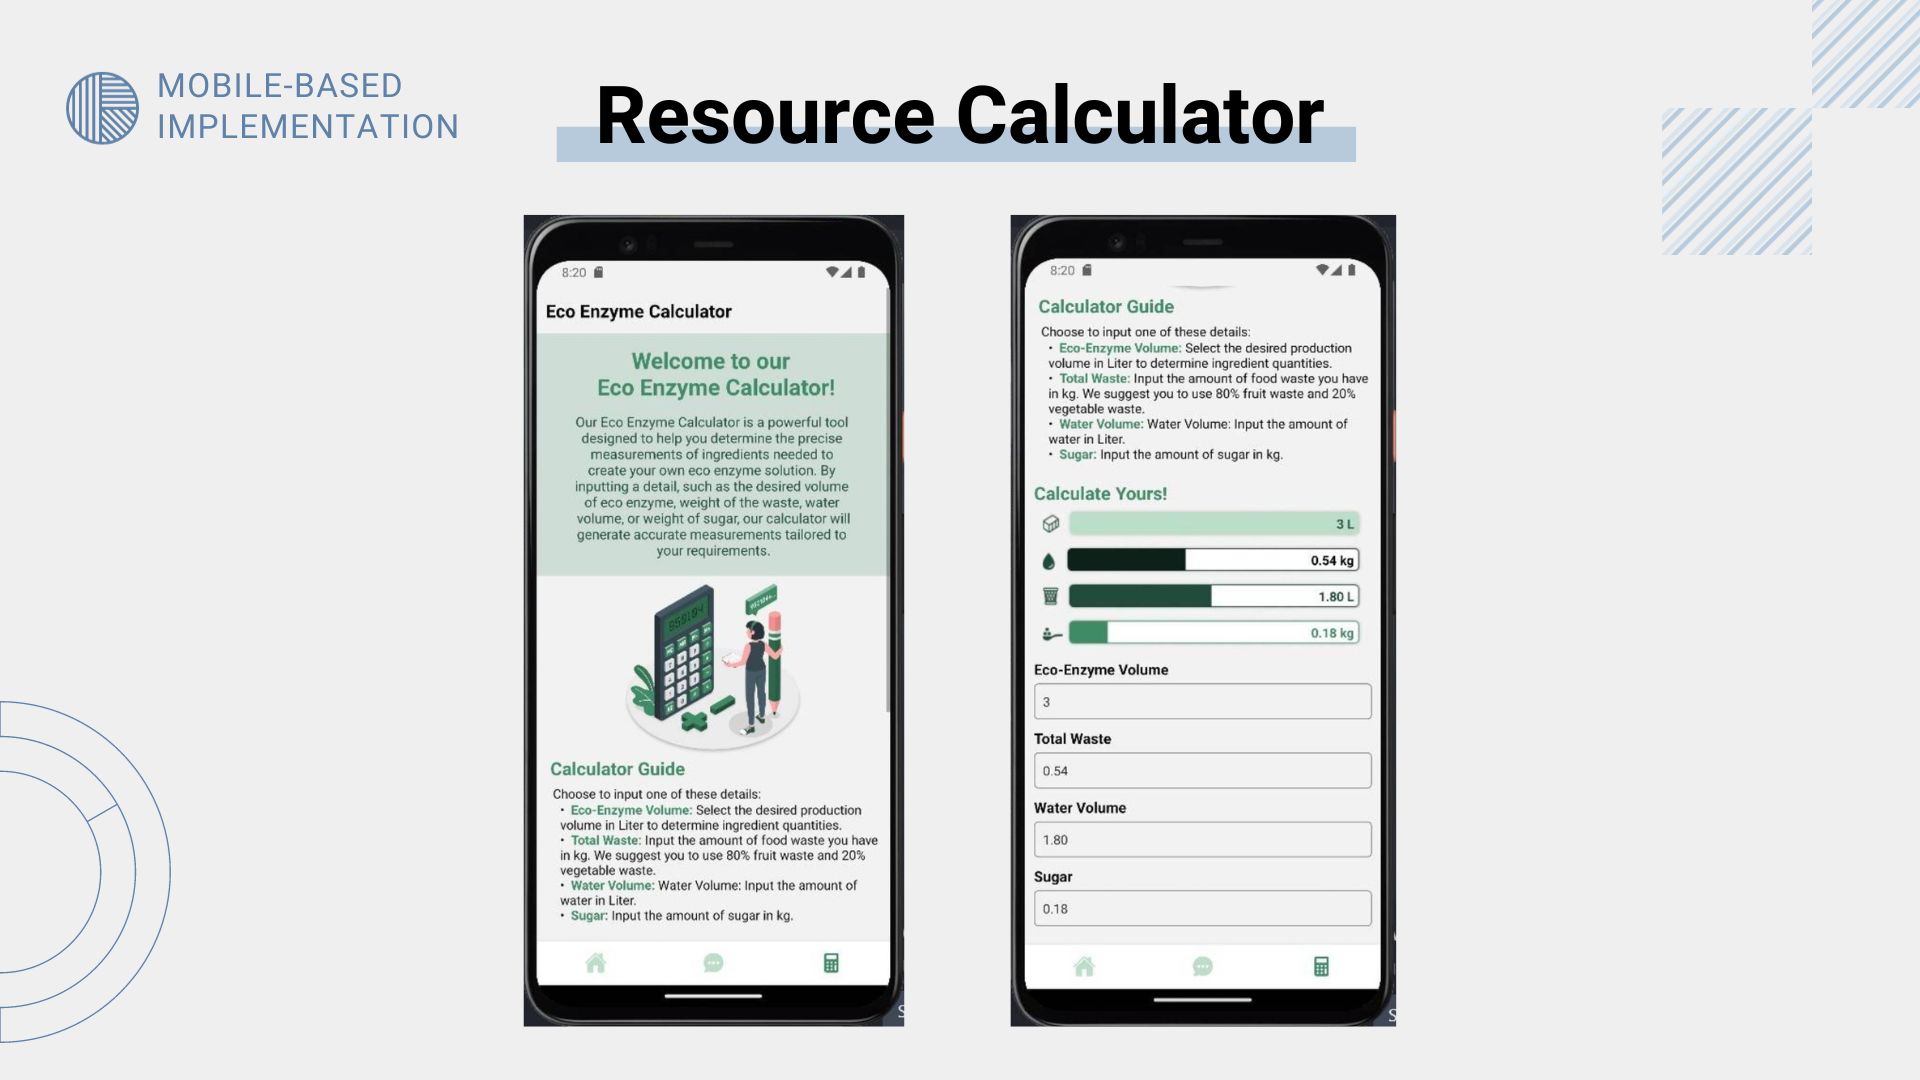 MOBILE-BASED
IMPLEMENTATION
Resource Calculator
8:20
Eco Enzyme Calculator
Welcome to our
Eco Enzyme Calculator!
Our Eco Enzyme Calculator is a powerful tool
designed to help you determine the precise
measurements of ingredients needed to
create your own eco enzyme solution. By
inputting a detail, such as the desired volume
of eco enzyme, weight of the waste, water
volume, or weight of sugar, our calculator will
generate accurate measurements tailored to
your requirements.
Calculator Guide
Choose to input one of these details:
• Eco-Enzyme Volume: Select the desired production
volume in Liter to determine ingredient quantities.
• Total Waste: Input the amount of food waste you have
in kg. We suggest you to use 80% fruit waste and 20%
vegetable waste.
• Water Volume: Water Volume: Input the amount of
water in Liter.
• Sugar: Input the amount of sugar in kg.
8:20
Calculator Guide
Choose to input one of these details:
• Eco-Enzyme Volume: Select the desired production
volume in Liter to determine ingredient quantities.
• Total Waste: Input the amount of food waste you have
in kg. We suggest you to use 80% fruit waste and 20%
vegetable waste.
• Water Volume: Water Volume: Input the amount of
water in Liter.
• Sugar: Input the amount of sugar in kg.
Calculate Yours!
3 L
0.54 kg
1.80 L
0.18 kg
Eco-Enzyme Volume
3
Total Waste
0.54
Water Volume
1.80
Sugar
0.18